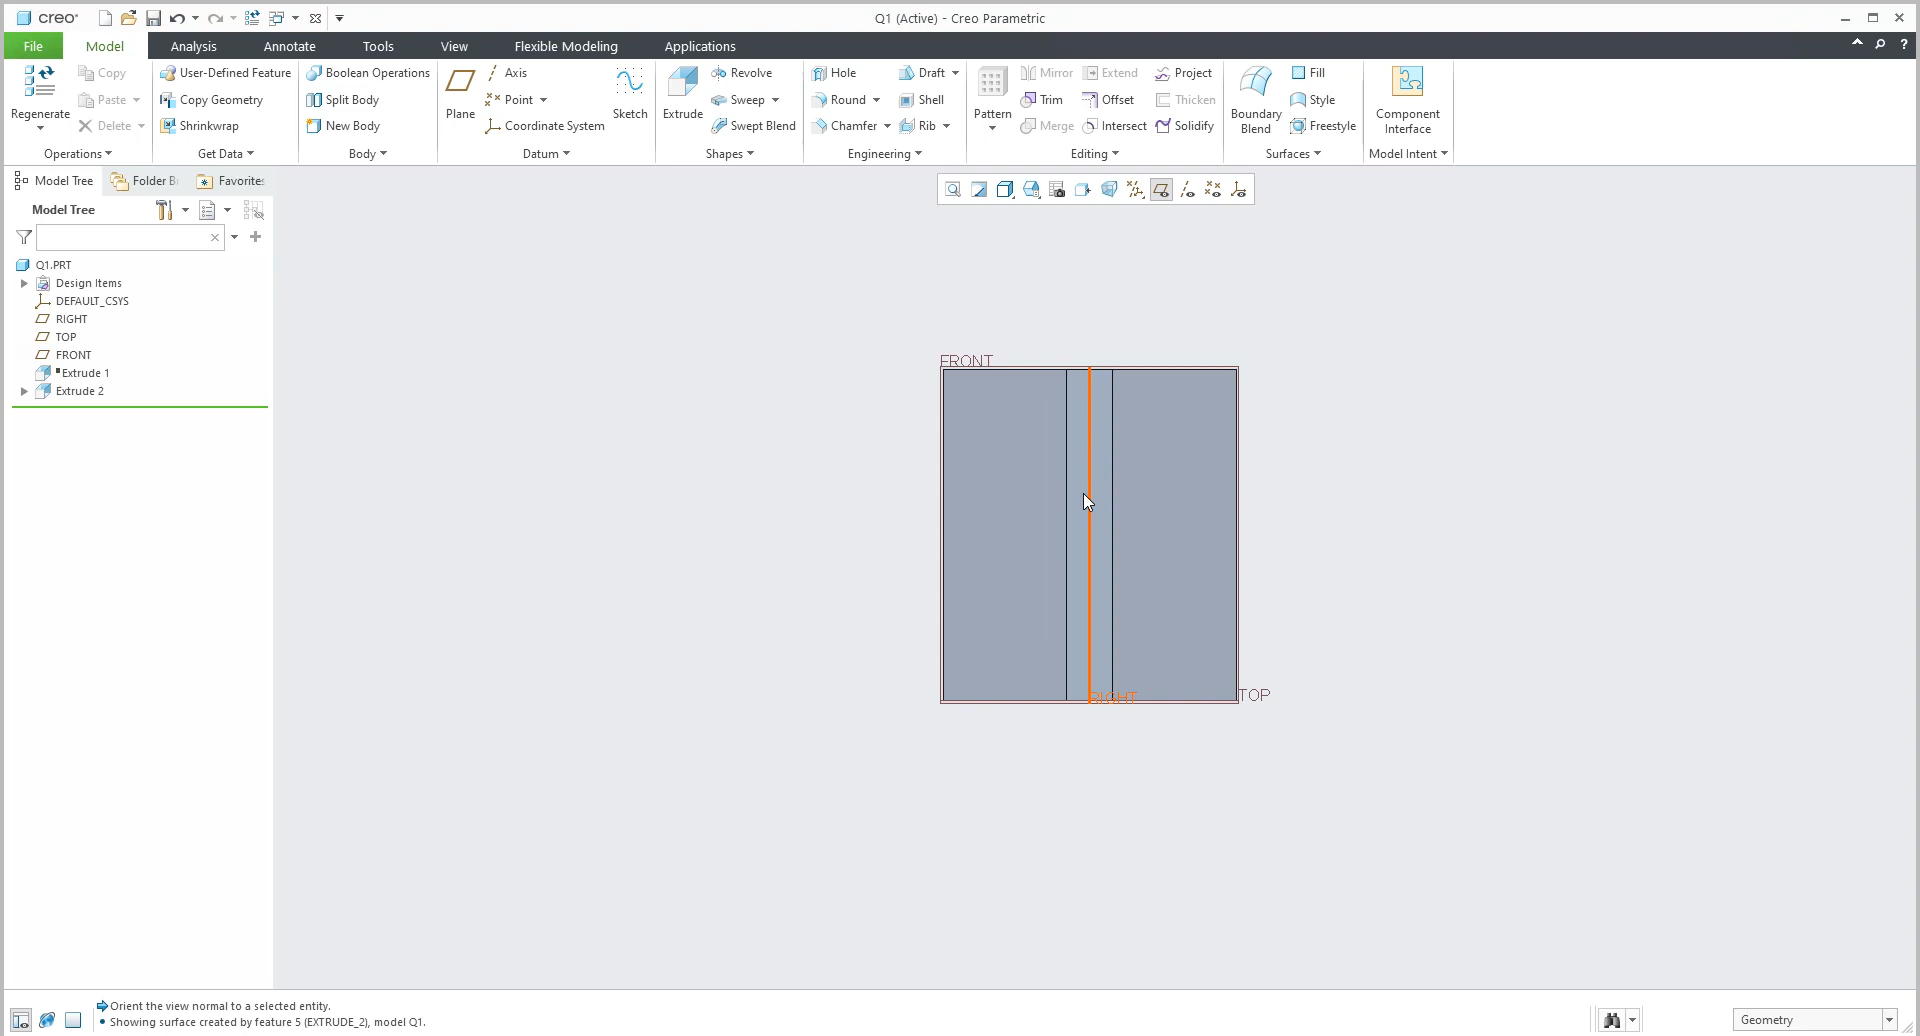 creo®
Q1 (Active) - Creo Parametric
File
Model
Analysis
Annotate
Tools
View
Flexible Modeling
Applications
Regenerate
Copy
Paste
Delete
Operations
User-Defined Feature
Copy Geometry
Shrinkwrap
Get Data
Boolean Operations
Split Body
New Body
Body
Plane
Axis
Point
Coordinate System
Sketch
Datum
Extrude
Revolve
Sweep
Swept Blend
Shapes
Hole
Round
Chamfer
Draft
Shell
Rib
Engineering
Pattern
Mirror
Trim
Merge
Extend
Offset
Intersect
Project
Thicken
Solidify
Editing
Boundary
Blend
Fill
Style
Freestyle
Surfaces
Component
Interface
Model Intent
Model Tree
Folder B
Favorites
Model Tree
Q1.PRT
Design Items
DEFAULT_CSYS
RIGHT
TOP
FRONT
Extrude 1
Extrude 2
FRONT
RIGHT
TOP
Orient the view normal to a selected entity.
• Showing surface created by feature 5 (EXTRUDE_2), model Q1.
Geometry